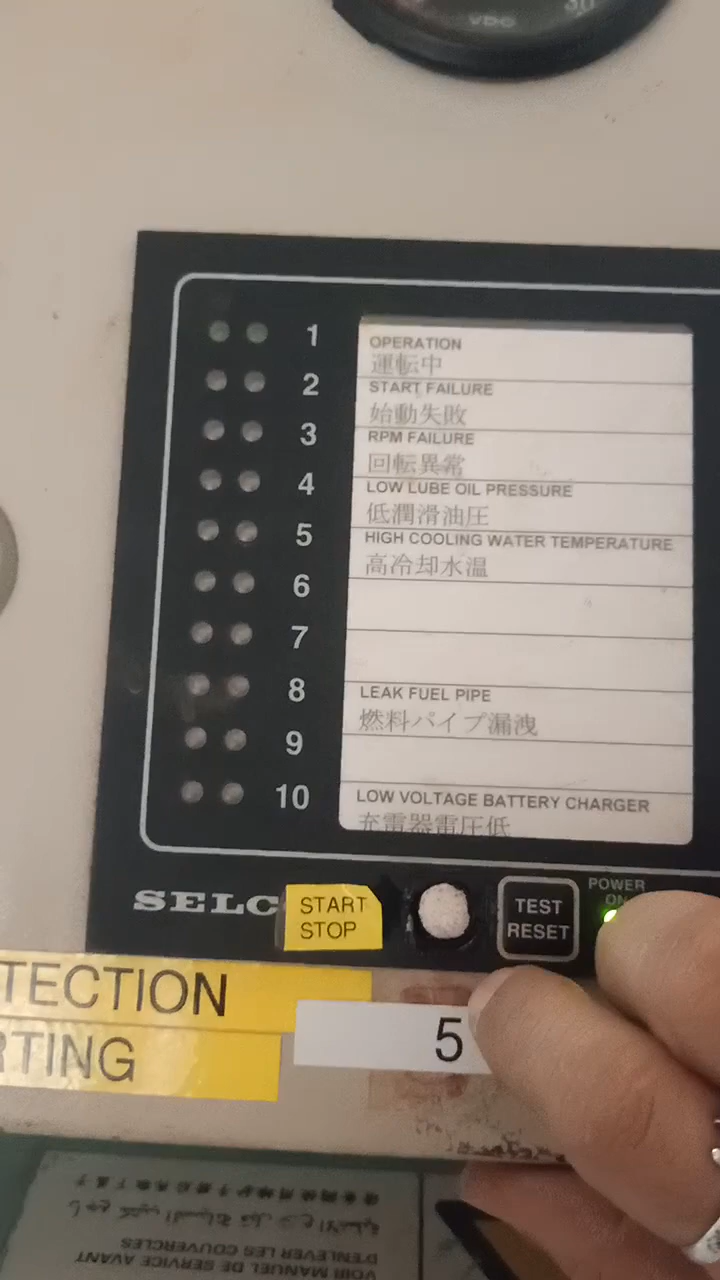 VDO
30
1
OPERATION
運転中
2
START FAILURE
始動失敗
3
RPM FAILURE
回転異常
4
LOW LUBE OIL PRESSURE
低潤滑油圧
5
HIGH COOLING WATER TEMPERATURE
高冷却水温
6
7
8
LEAK FUEL PIPE
燃料パイプ漏洩
9
10
LOW VOLTAGE BATTERY CHARGER
充電器電圧低
SELC
START
STOP
TEST
RESET
POWER
ON
TECTION
RTING
5
D'ENLEVER LES COUVERCLES
VOIR MANUEL DE SERVICE AVANT